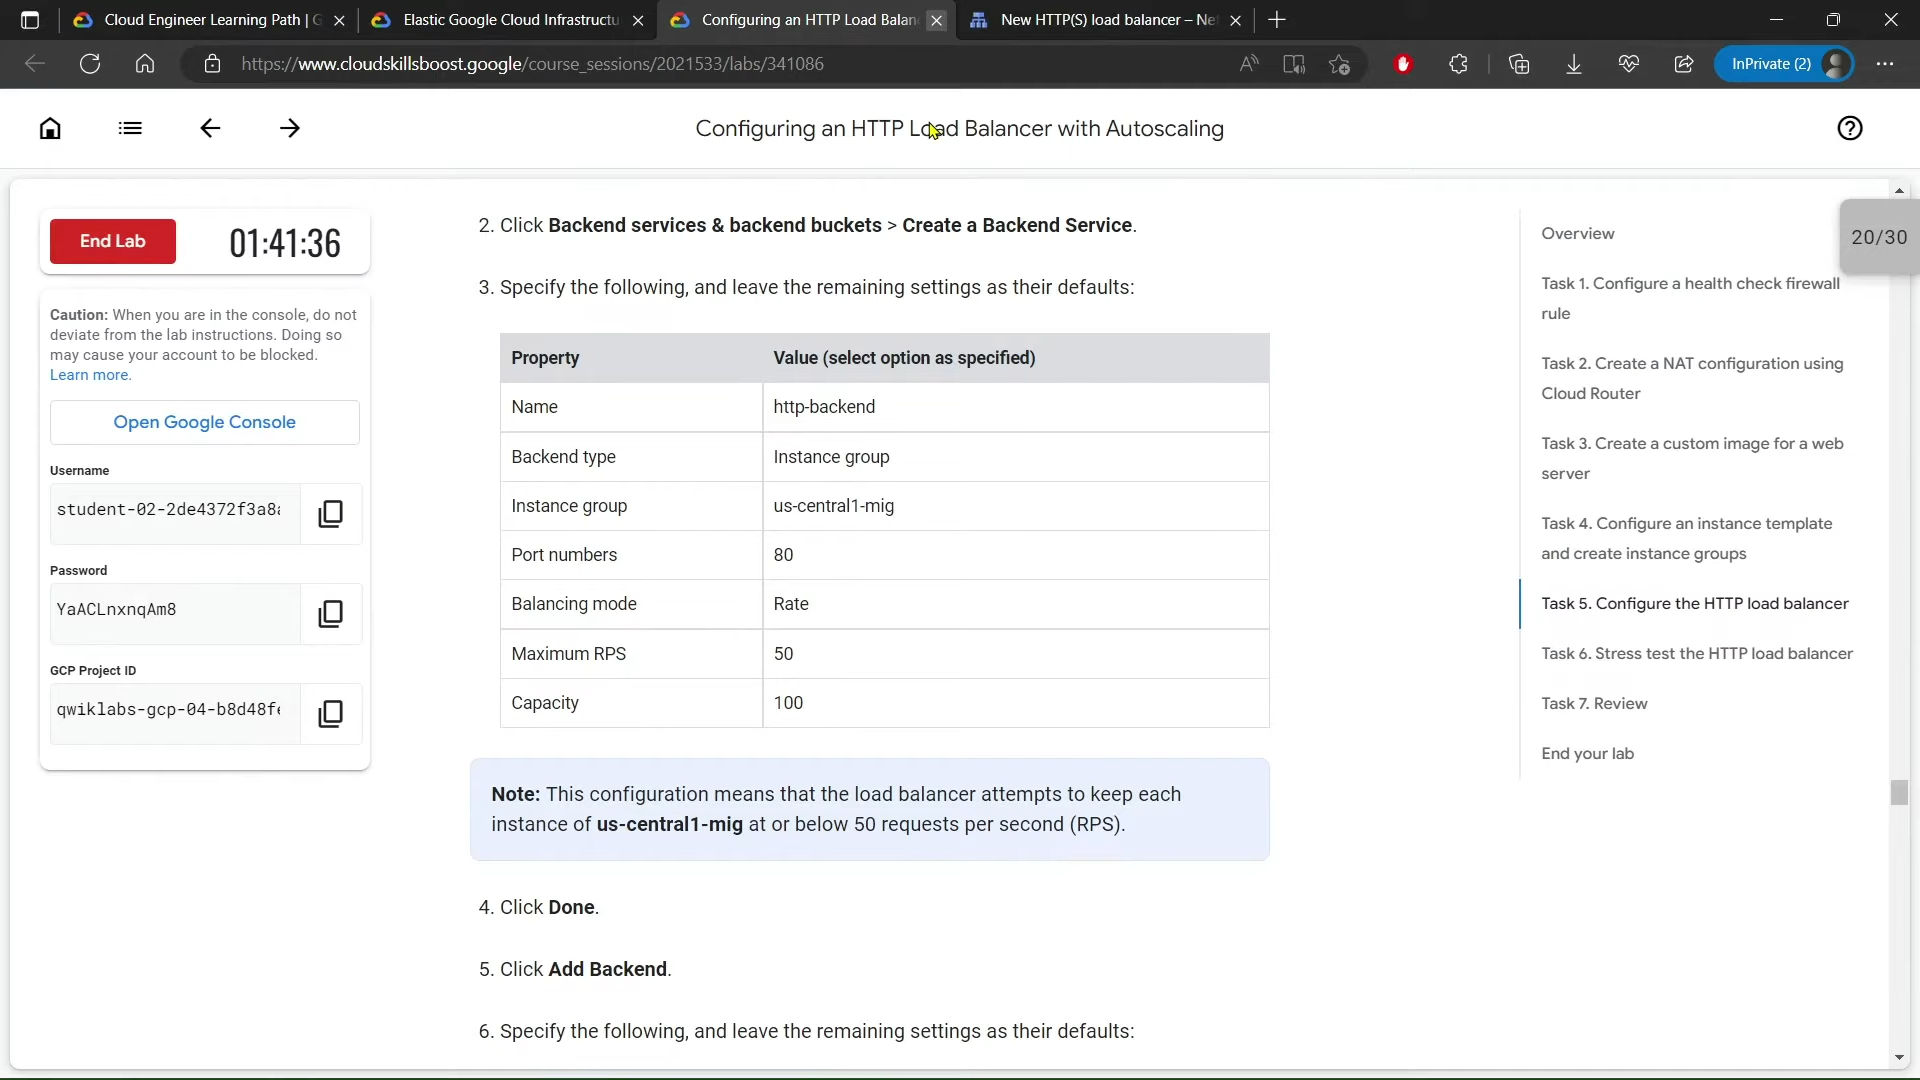 Cloud Engineer Learning Path | G
Elastic Google Cloud Infrastructu
Configuring an HTTP Load Balan
New HTTP(S) load balancer – Net
https://www.cloudskillsboost.google/course_sessions/2021533/labs/341086
InPrivate (2)
Configuring an HTTP Load Balancer with Autoscaling
End Lab
01:41:36
Caution: When you are in the console, do not
deviate from the lab instructions. Doing so
may cause your account to be blocked.
Learn more.
Open Google Console
Username
student-02-2de4372f3a8a
Password
YaACLnxnqAm8
GCP Project ID
qwiklabs-gcp-04-b8d48fe
2. Click Backend services & backend buckets > Create a Backend Service.
3. Specify the following, and leave the remaining settings as their defaults:
Property Value (select option as specified)
Name http-backend
Backend type Instance group
Instance group us-central1-mig
Port numbers 80
Balancing mode Rate
Maximum RPS 50
Capacity 100
Note: This configuration means that the load balancer attempts to keep each
instance of us-central1-mig at or below 50 requests per second (RPS).
4. Click Done.
5. Click Add Backend.
6. Specify the following, and leave the remaining settings as their defaults:
Overview
Task 1. Configure a health check firewall
rule
Task 2. Create a NAT configuration using
Cloud Router
Task 3. Create a custom image for a web
server
Task 4. Configure an instance template
and create instance groups
Task 5. Configure the HTTP load balancer
Task 6. Stress test the HTTP load balancer
Task 7. Review
End your lab
20/30